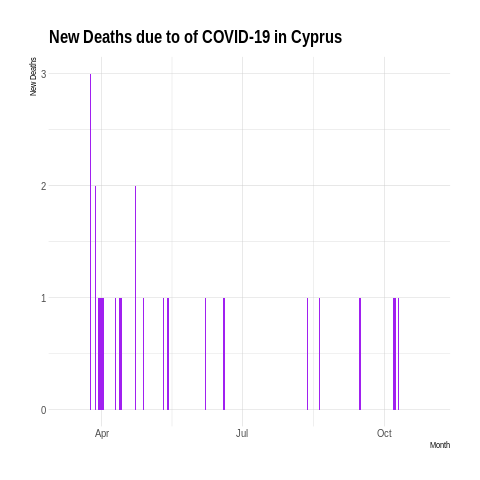 New Deaths due to of COVID-19 in Cyprus
New Deaths
3
2
1
0
Apr
Jul
Oct
Month